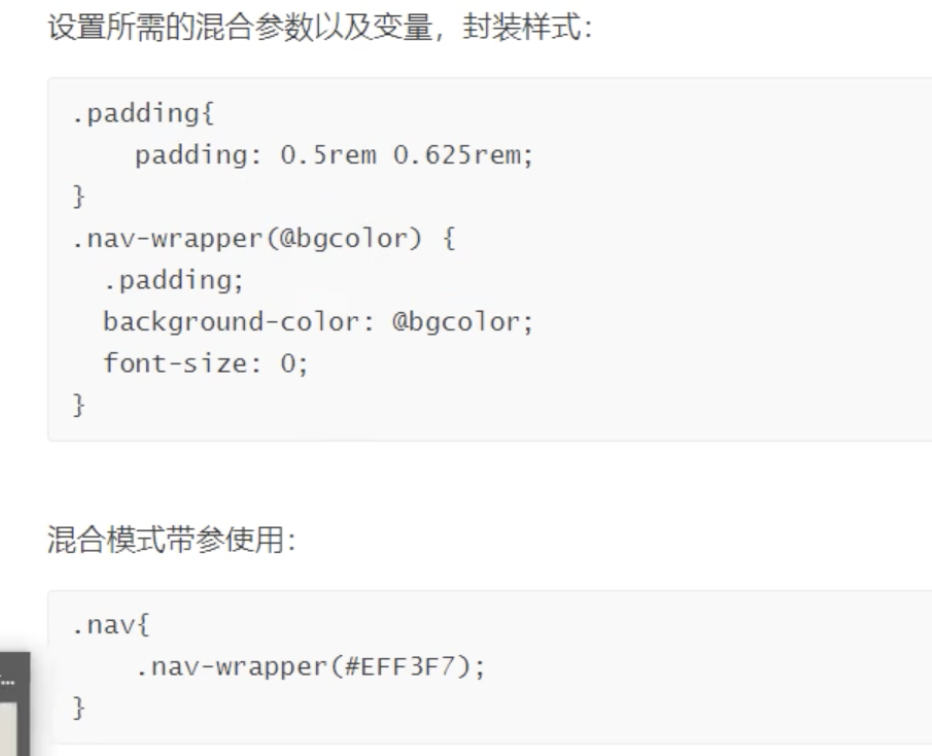 设置所需的混合参数以及变量，封装样式：
.padding{
    padding: 0.5rem 0.625rem;
}
.nav-wrapper(@bgcolor) {
  .padding;
  background-color: @bgcolor;
  font-size: 0;
}
混合模式带参使用：
.nav{
    .nav-wrapper(#EFF3F7);
}